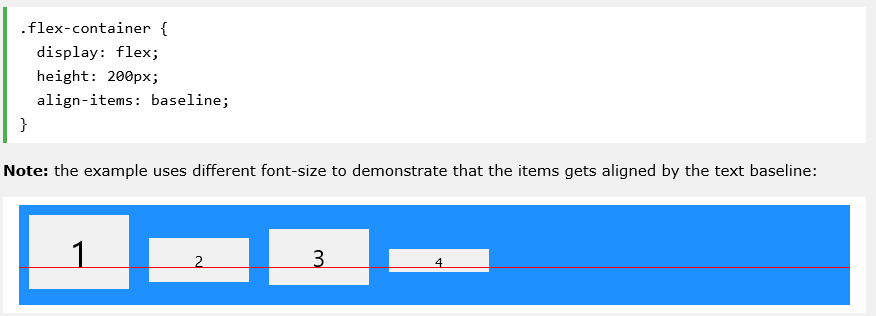 .flex-container {
  display: flex;
  height: 200px;
  align-items: baseline;
}
Note: the example uses different font-size to demonstrate that the items gets aligned by the text baseline:
1 2 3 4